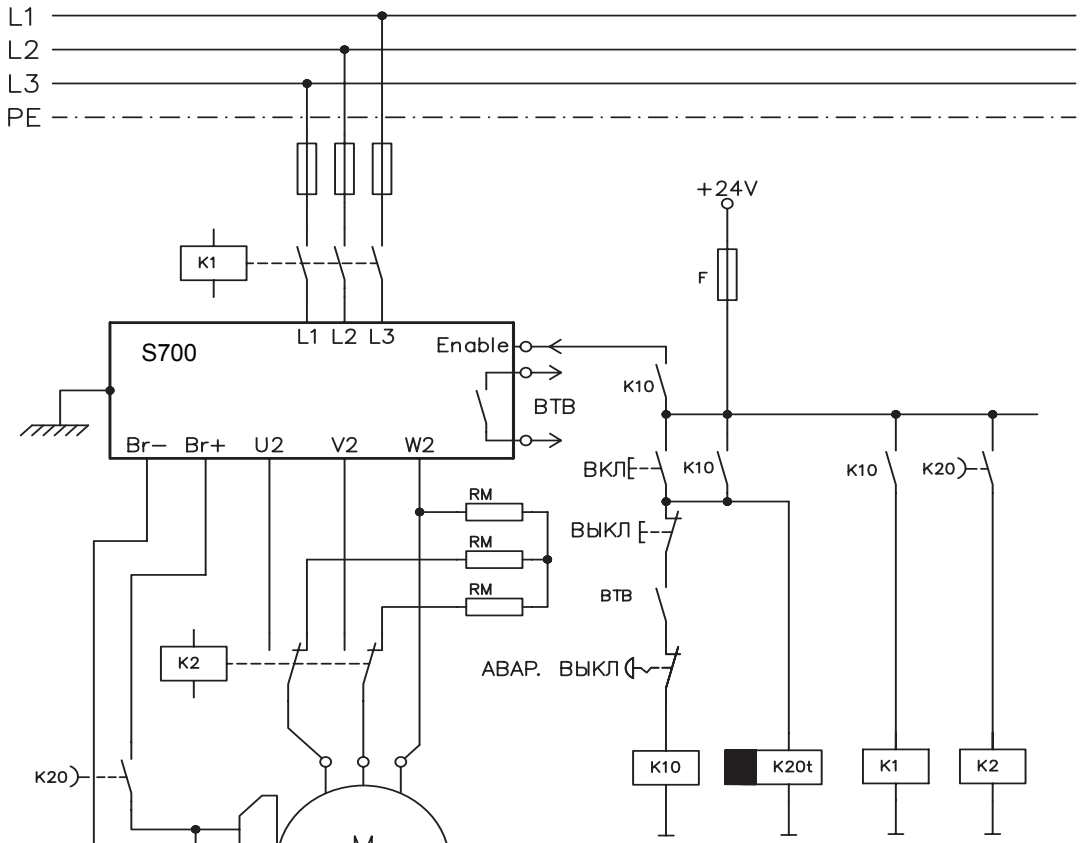 L1
L2
L3
PE
+24V
K1
F
L1 L2 L3
S700
Enable
K10
BTB
Br− Br+ U2 V2 W2
ВКЛ K10 K10 K20
RM
ВЫКЛ
RM
RM
BTB
K2
АВАР. ВЫКЛ
K20
K10 K20t K1 K2
M